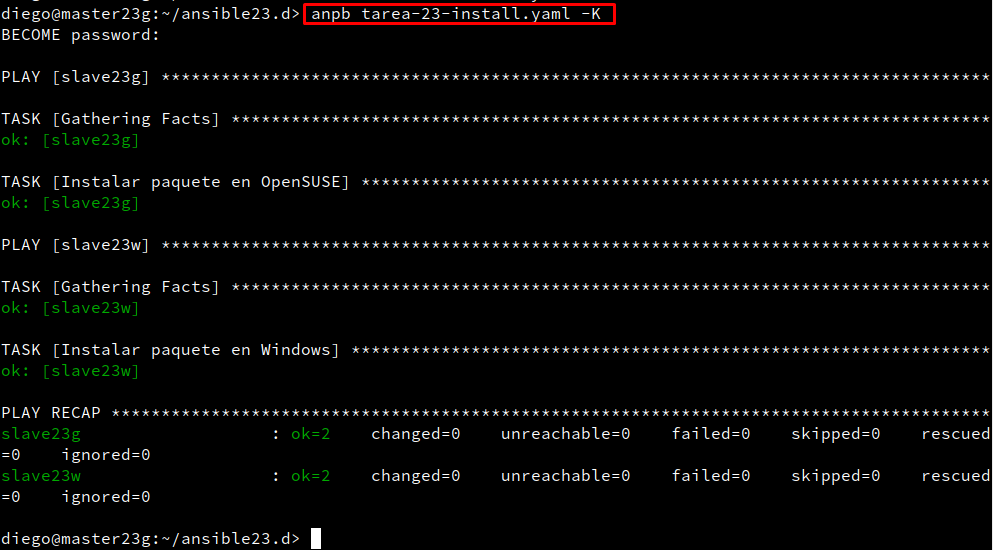 diego@master23g:~/ansible23.d> anpb tarea-23-install.yaml -K
BECOME password:
PLAY [slave23g] ***********************************************************************************
TASK [Gathering Facts] ****************************************************************************
ok: [slave23g]
TASK [Instalar paquete en OpenSUSE] ***************************************************************
ok: [slave23g]
PLAY [slave23w] ***********************************************************************************
TASK [Gathering Facts] ****************************************************************************
ok: [slave23w]
TASK [Instalar paquete en Windows] ****************************************************************
ok: [slave23w]
PLAY RECAP ****************************************************************************************
slave23g                   : ok=2    changed=0    unreachable=0    failed=0    skipped=0    rescued
=0    ignored=0
slave23w                   : ok=2    changed=0    unreachable=0    failed=0    skipped=0    rescued
=0    ignored=0
diego@master23g:~/ansible23.d>